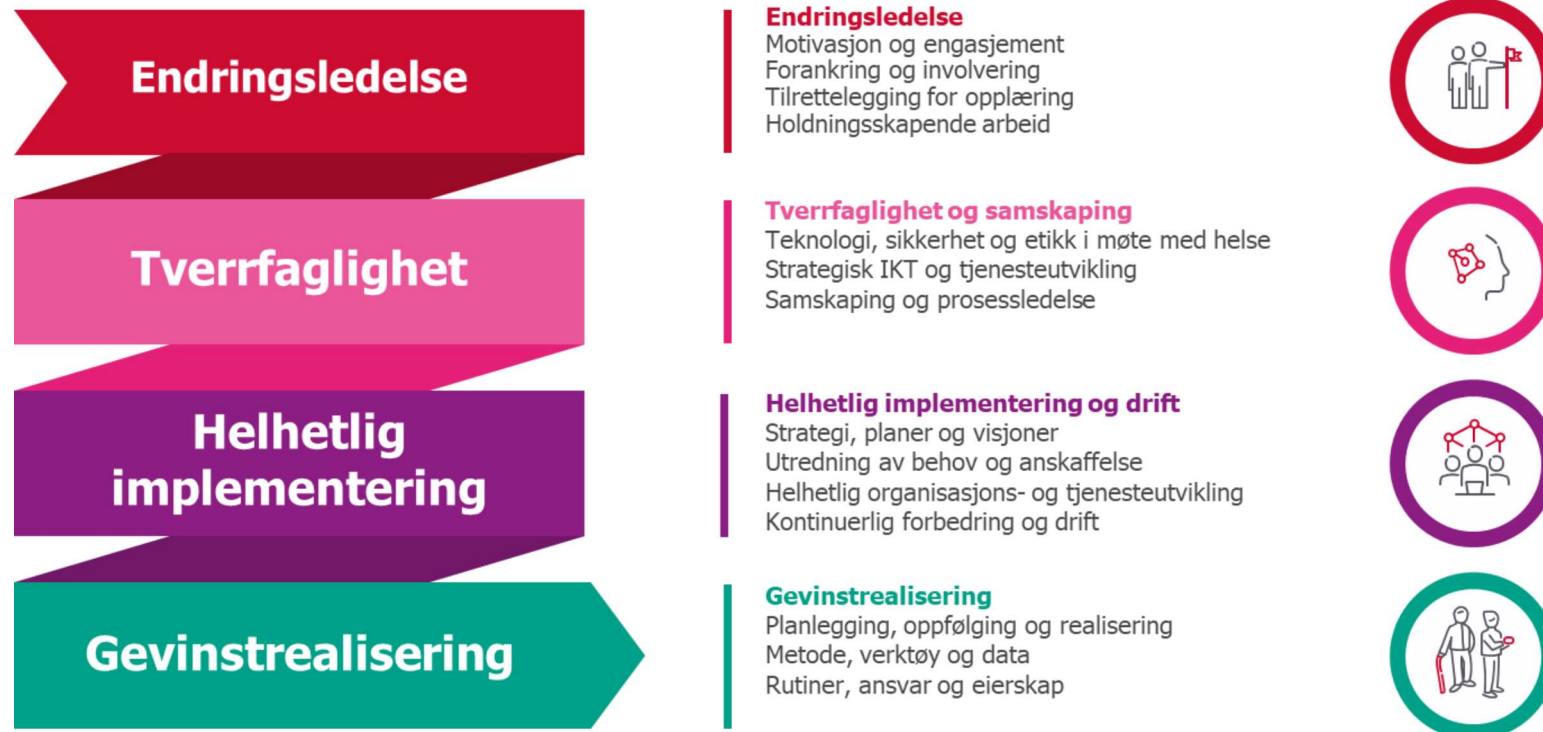 Endringsledelse
Endringsledelse
Motivasjon og engasjement
Forankring og involvering
Tilrettelegging for opplæring
Holdningsskapende arbeid
Tverrfaglighet
Tverrfaglighet og samskaping
Teknologi, sikkerhet og etikk i møte med helse
Strategisk IKT og tjenesteutvikling
Samskaping og prosessledelse
Helhetlig
implementering
Helhetlig implementering og drift
Strategi, planer og visjoner
Utredning av behov og anskaffelse
Helhetlig organisasjons- og tjenesteutvikling
Kontinuerlig forbedring og drift
Gevinstrealisering
Gevinstrealisering
Planlegging, oppfølging og realisering
Metode, verktøy og data
Rutiner, ansvar og eierskap